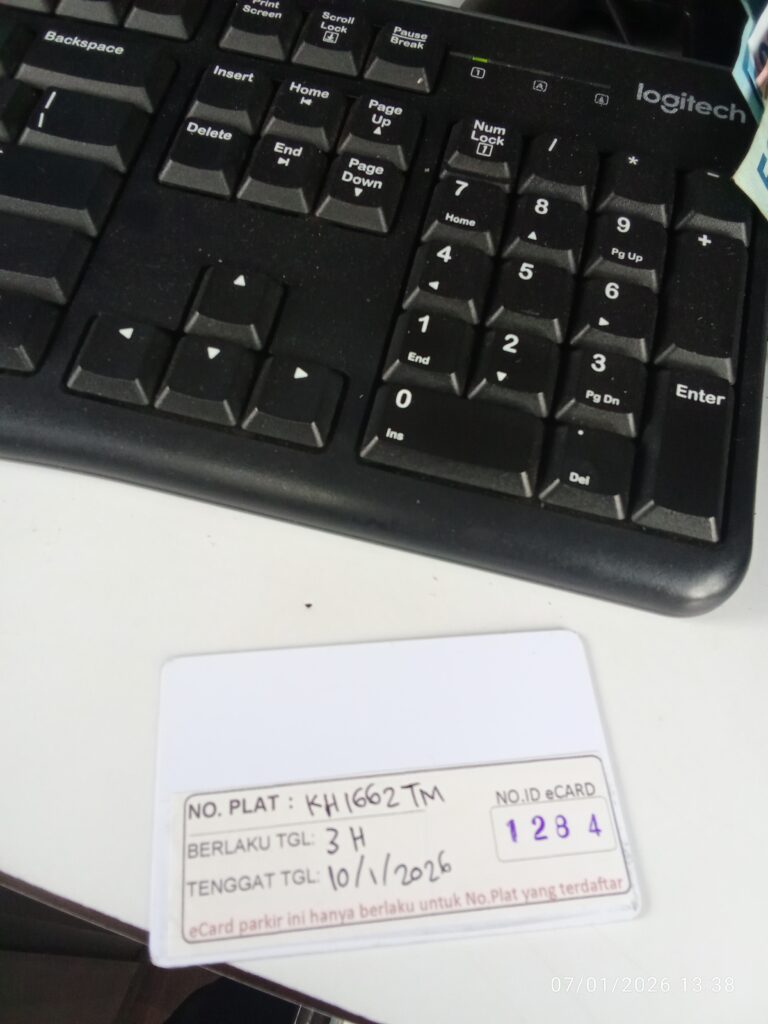 Print Screen
Scroll Lock
Pause Break
Backspace
Insert
Home
Page Up
Delete
End
Page Down
logitech
Num Lock
/
*
-
7 Home
8
9 Pg Up
+
4
5
6
1 End
2
3 Pg Dn
Enter
0 Ins
. Del
NO. PLAT : KH 1662 TM
NO.ID eCARD
1284
BERLAKU TGL: 3 H
TENGGAT TGL: 10/1/2026
eCard parkir ini hanya berlaku untuk No.Plat yang terdaftar
07/01/2026 13:38